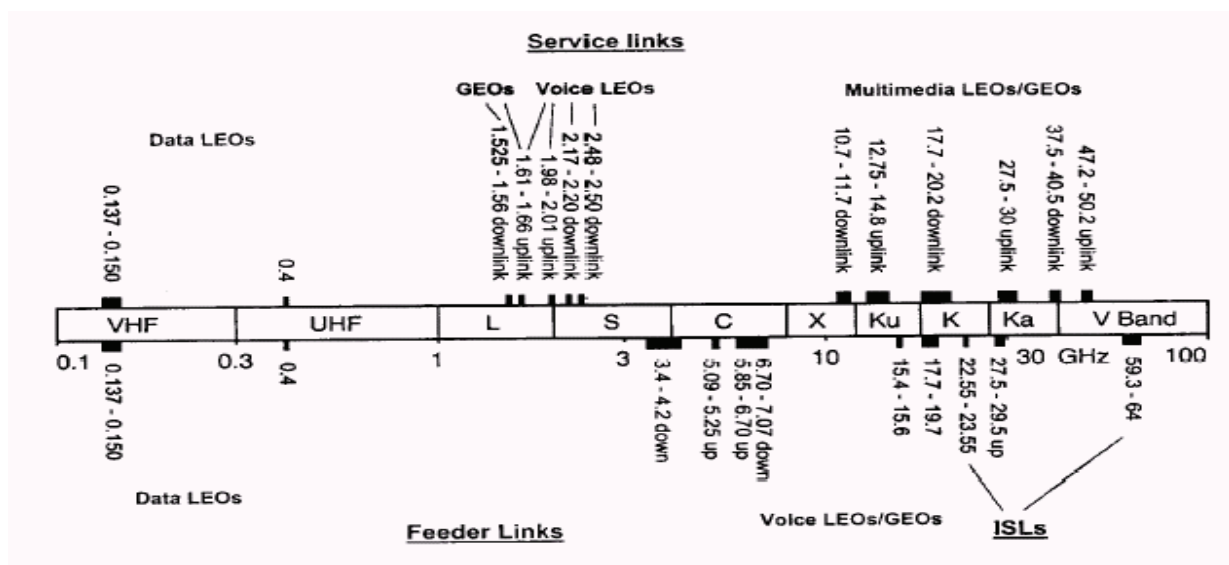 Service links
GEOs Voice LEOs
Multimedia LEOs/GEOs
Data LEOs
0.137 - 0.150
0.4
1.525 - 1.56 downlink
1.61 - 1.66 uplink
1.98 - 2.01 uplink
2.17 - 2.20 downlink
2.48 - 2.50 downlink
10.7 - 11.7 downlink
12.75 - 14.8 uplink
17.7 - 20.2 downlink
27.5 - 30 uplink
37.5 - 40.5 downlink
47.2 - 50.2 uplink
VHF UHF L S C X Ku K Ka V Band
0.1 0.3 1 3 10 30 GHz 100
0.137 - 0.150
0.4
3.4 - 4.2 down
5.09 - 5.25 up
5.85 - 6.70 up
6.70 - 7.07 down
15.4 - 15.6
17.7 - 19.7
22.55 - 23.55
27.5 - 29.5 up
59.3 - 64
Data LEOs
Voice LEOs/GEOs
ISLs
Feeder Links